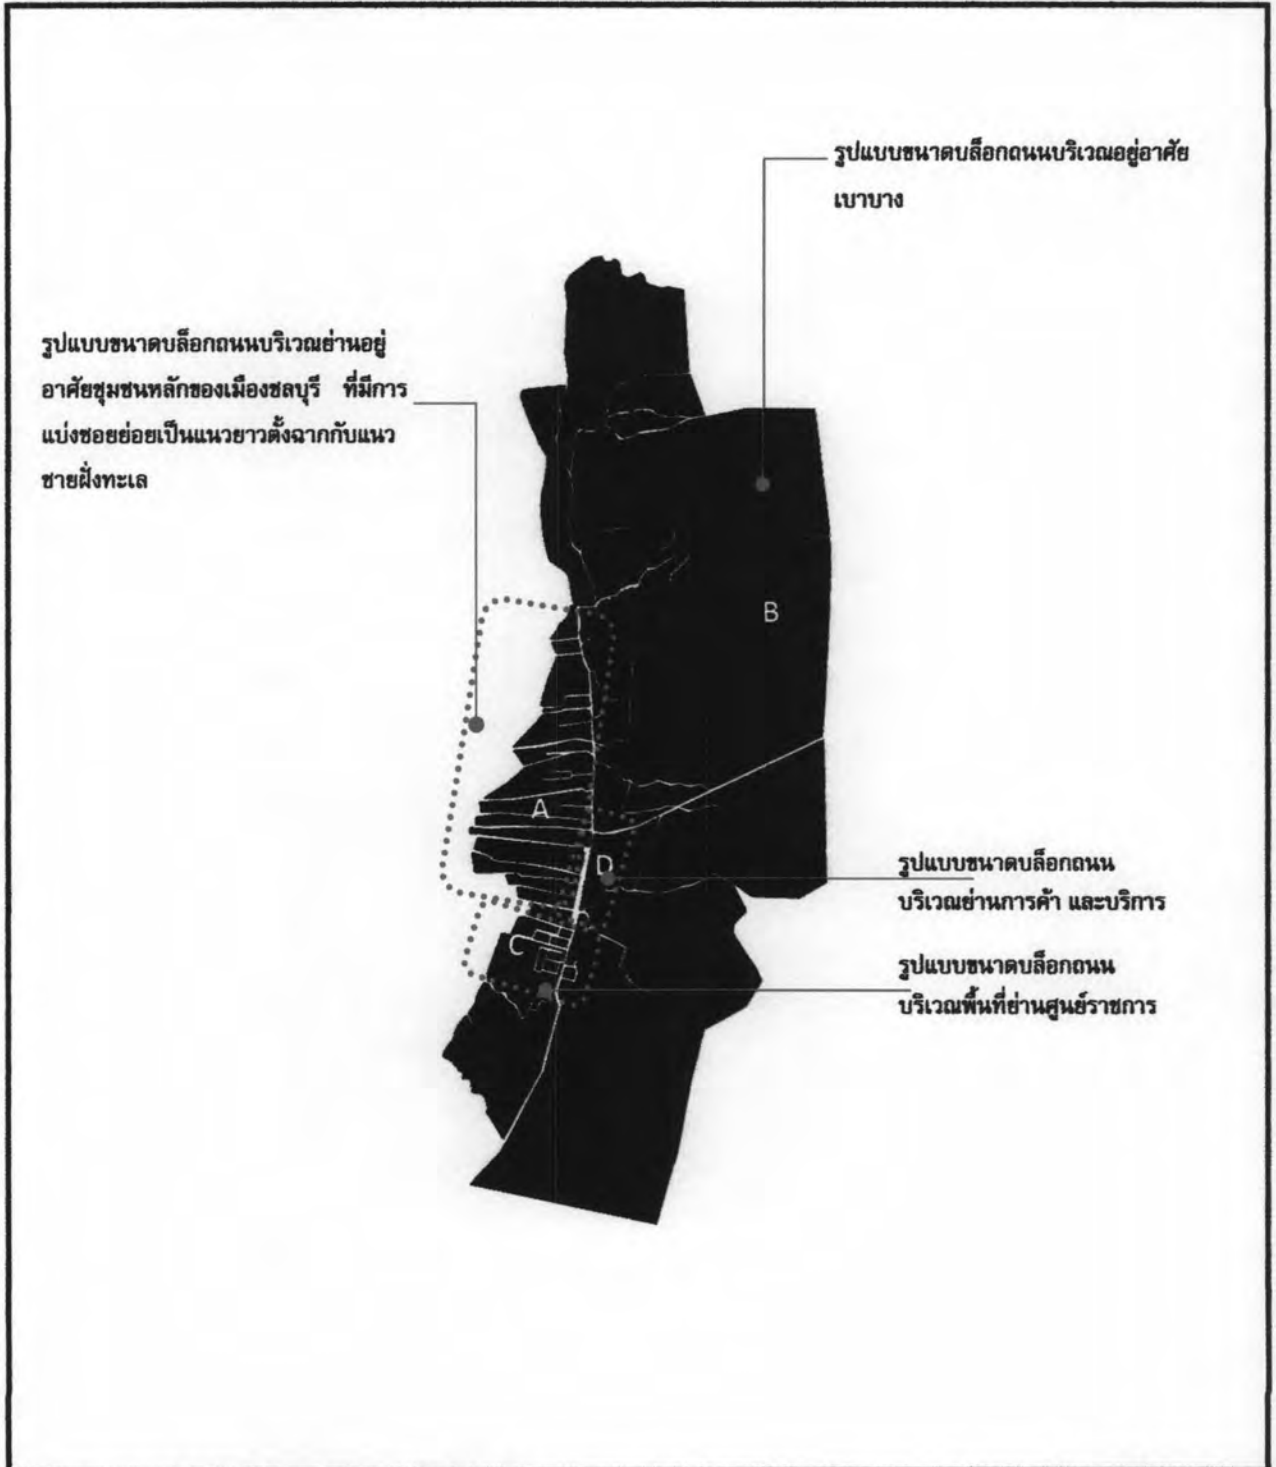 รูปแบบขนาดบล็อกถนนบริเวณอยู่อาศัย
เบาบาง
รูปแบบขนาดบล็อกถนนบริเวณย่านอยู่
อาศัยชุมชนหลักของเมืองชลบุรี ที่มีการ
แบ่งซอยย่อยเป็นแนวยาวตั้งฉากกับแนว
ชายฝั่งทะเล
B
A
D
รูปแบบขนาดบล็อกถนน
บริเวณย่านการค้า และบริการ
C
รูปแบบขนาดบล็อกถนน
บริเวณพื้นที่ย่านศูนย์ราชการ